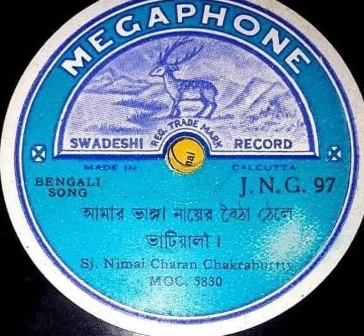 MEGAPHONE
SWADESHI REG. TRADE MARK RECORD
MADE IN CALCUTTA
BENGALI
SONG
J.N.G. 97
আমার ভাঙ্গা নায়ের বৈঠা ঠেলে
ভাটিয়ালী।
Sj. Nimai Charan Chakraburtty
MOC. 5830